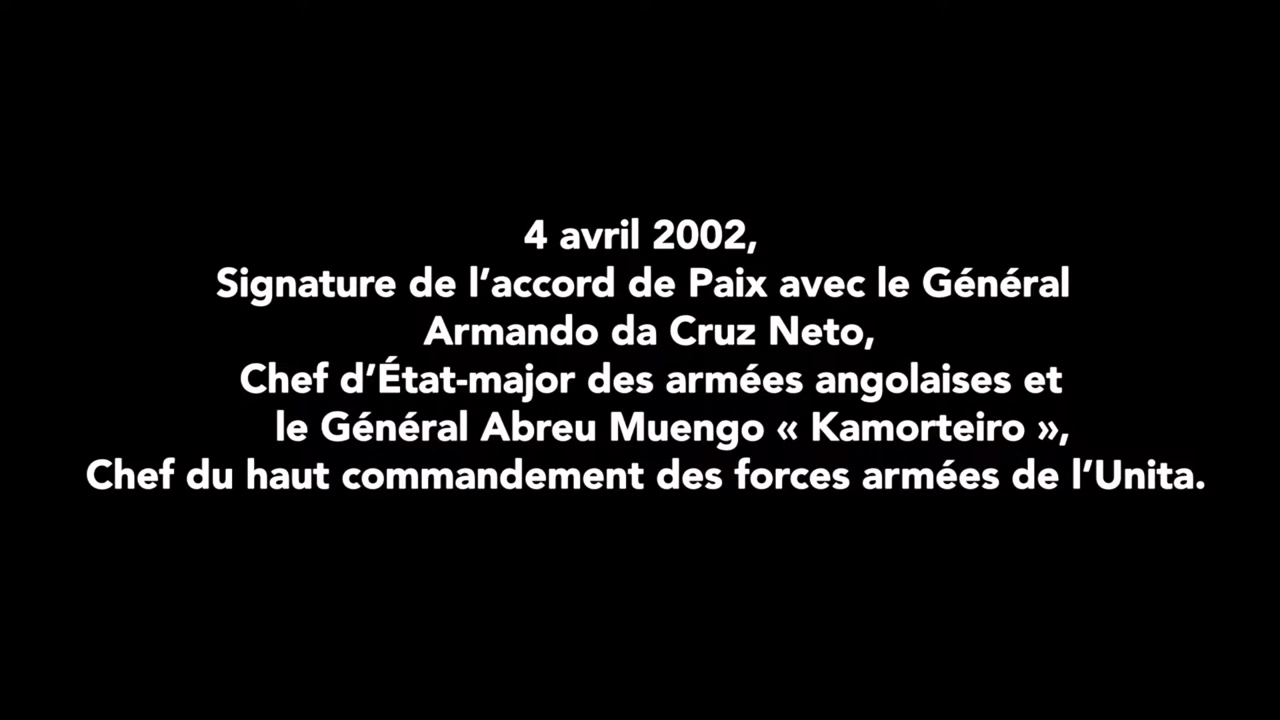 4 avril 2002,
Signature de l’accord de Paix avec le Général
Armando da Cruz Neto,
Chef d’État-major des armées angolaises et
le Général Abreu Muengo « Kamorteiro »,
Chef du haut commandement des forces armées de l’Unita.